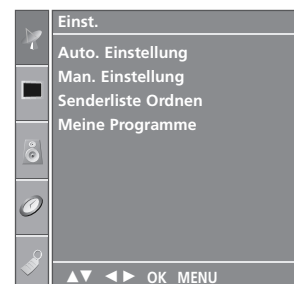 Einst.
Auto. Einstellung
Man. Einstellung
Senderliste Ordnen
Meine Programme
▲▼ ◄► OK MENU